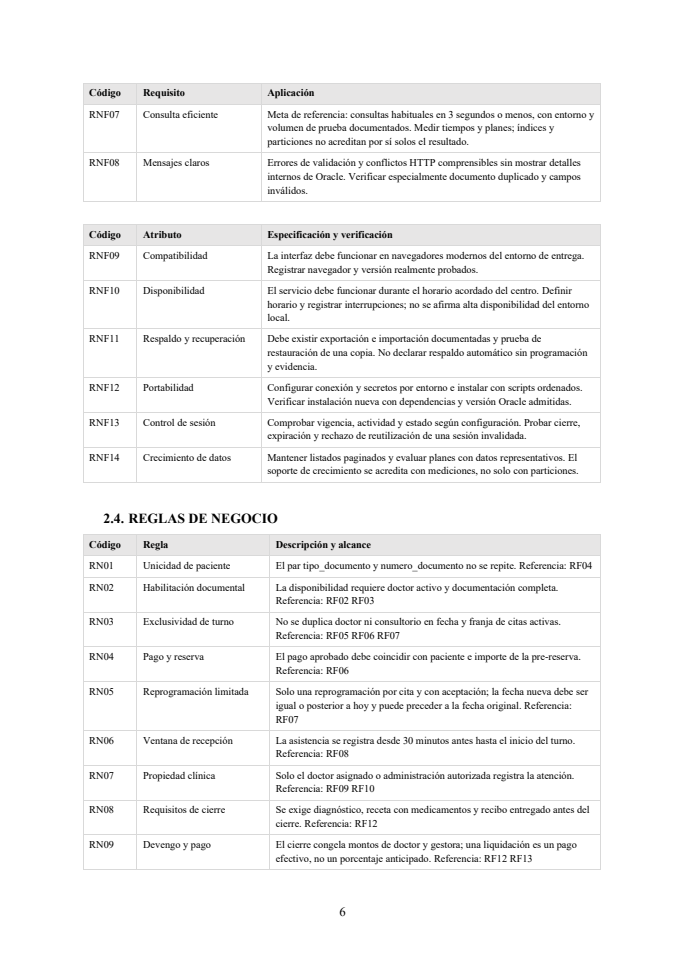 Código Requisito Aplicación
RNF07 Consulta eficiente Meta de referencia: consultas habituales en 3 segundos o menos, con entorno y
volumen de prueba documentados. Medir tiempos y planes; índices y
particiones no acreditan por sí solos el resultado.
RNF08 Mensajes claros Errores de validación y conflictos HTTP comprensibles sin mostrar detalles
internos de Oracle. Verificar especialmente documento duplicado y campos
inválidos.
Código Atributo Especificación y verificación
RNF09 Compatibilidad La interfaz debe funcionar en navegadores modernos del entorno de entrega.
Registrar navegador y versión realmente probados.
RNF10 Disponibilidad El servicio debe funcionar durante el horario acordado del centro. Definir
horario y registrar interrupciones; no se afirma alta disponibilidad del entorno
local.
RNF11 Respaldo y recuperación Debe existir exportación e importación documentadas y prueba de
restauración de una copia. No declarar respaldo automático sin programación
y evidencia.
RNF12 Portabilidad Configurar conexión y secretos por entorno e instalar con scripts ordenados.
Verificar instalación nueva con dependencias y versión Oracle admitidas.
RNF13 Control de sesión Comprobar vigencia, actividad y estado según configuración. Probar cierre,
expiración y rechazo de reutilización de una sesión invalidada.
RNF14 Crecimiento de datos Mantener listados paginados y evaluar planes con datos representativos. El
soporte de crecimiento se acredita con mediciones, no solo con particiones.
2.4. REGLAS DE NEGOCIO
Código Regla Descripción y alcance
RN01 Unicidad de paciente El par tipo_documento y numero_documento no se repite. Referencia: RF04
RN02 Habilitación documental La disponibilidad requiere doctor activo y documentación completa.
Referencia: RF02 RF03
RN03 Exclusividad de turno No se duplica doctor ni consultorio en fecha y franja de citas activas.
Referencia: RF05 RF06 RF07
RN04 Pago y reserva El pago aprobado debe coincidir con paciente e importe de la pre-reserva.
Referencia: RF06
RN05 Reprogramación limitada Solo una reprogramación por cita y con aceptación; la fecha nueva debe ser
igual o posterior a hoy y puede preceder a la fecha original. Referencia:
RF07
RN06 Ventana de recepción La asistencia se registra desde 30 minutos antes hasta el inicio del turno.
Referencia: RF08
RN07 Propiedad clínica Solo el doctor asignado o administración autorizada registra la atención.
Referencia: RF09 RF10
RN08 Requisitos de cierre Se exige diagnóstico, receta con medicamentos y recibo entregado antes del
cierre. Referencia: RF12
RN09 Devengo y pago El cierre congela montos de doctor y gestora; una liquidación es un pago
efectivo, no un porcentaje anticipado. Referencia: RF12 RF13
6